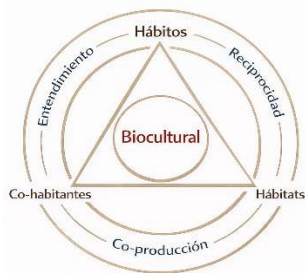 Hábitos
Entendimiento
Reciprocidad
Biocultural
Co-habitantes
Hábitats
Co-producción